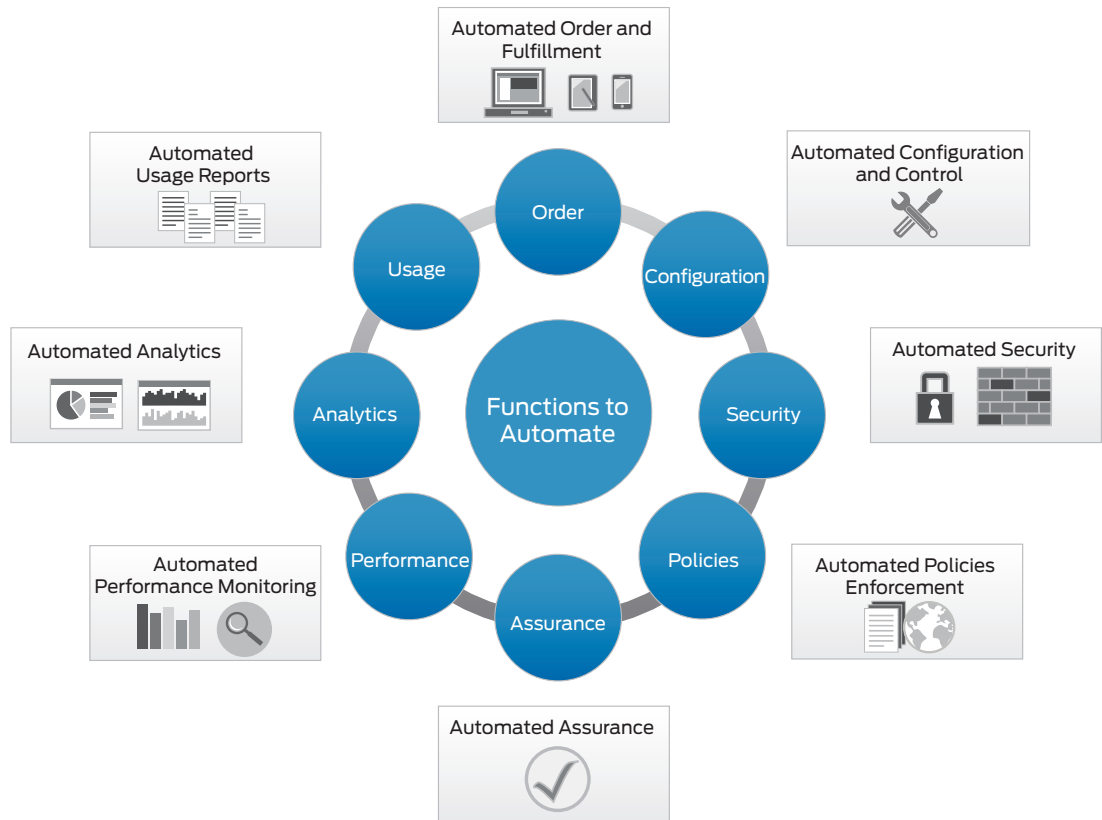 Automated Order and
Fulfillment
Automated
Usage Reports
Automated Configuration
and Control
Order
Usage
Configuration
Automated Analytics
Automated Security
Analytics
Functions to
Automate
Security
Automated
Performance Monitoring
Performance
Policies
Automated Policies
Enforcement
Assurance
Automated Assurance